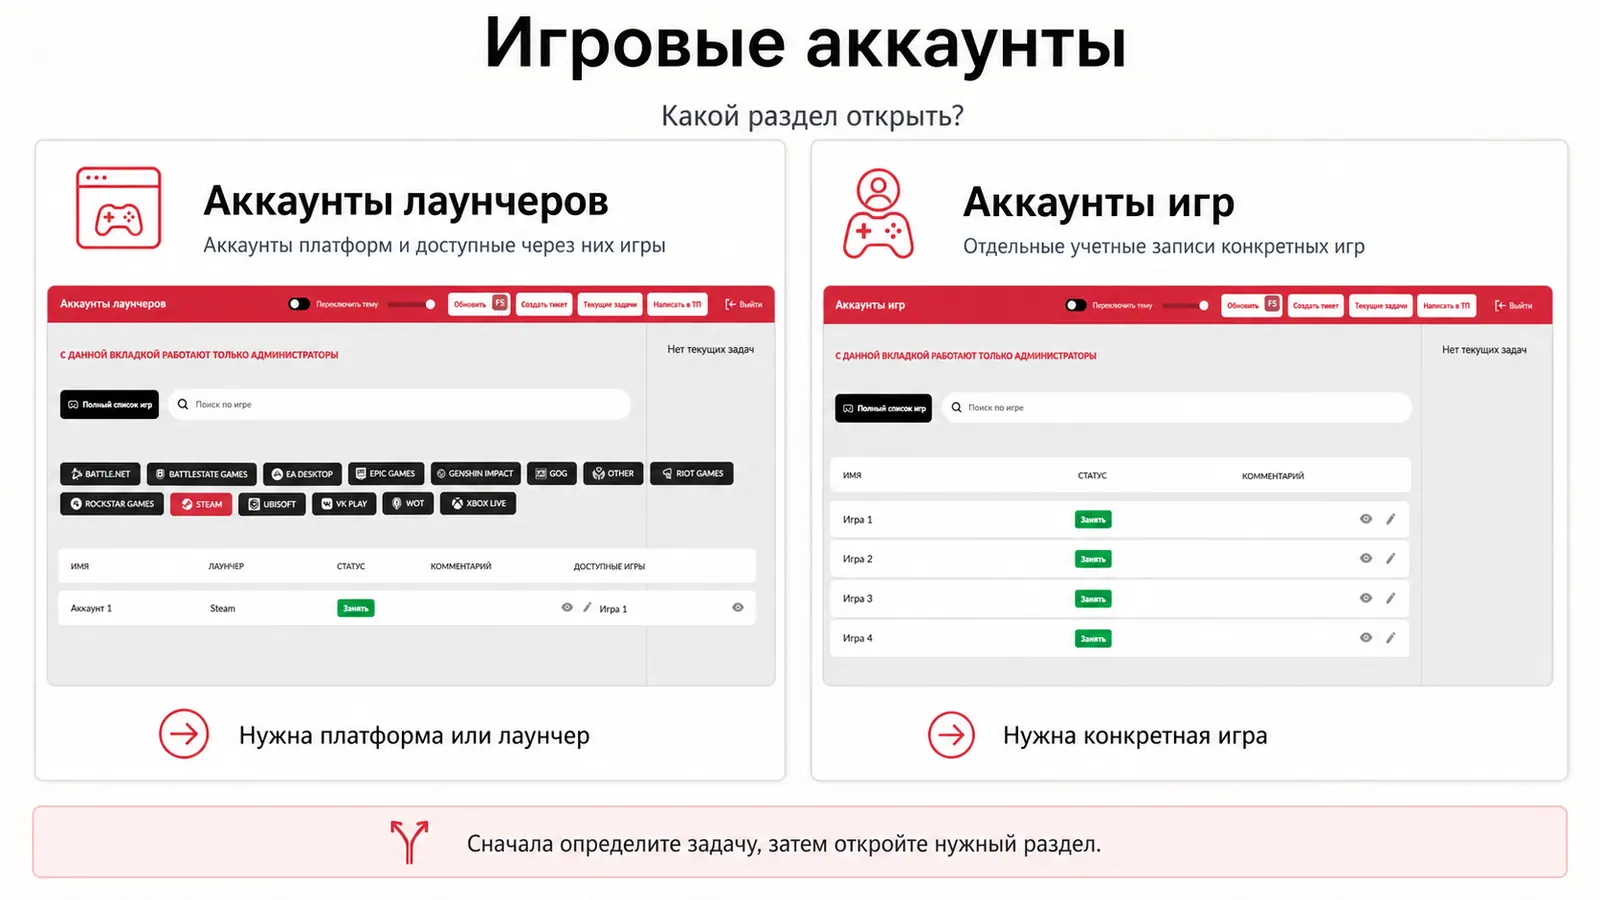 Игровые аккаунты
Какой раздел открыть?
Аккаунты лаунчеров
Аккаунты платформ и доступные через них игры
Аккаунты лаунчеров
Переключить тему
Обновить F5
Создать тикет
Текущие задачи
Написать в ТП
Выйти
С ДАННОЙ ВКЛАДКОЙ РАБОТАЮТ ТОЛЬКО АДМИНИСТРАТОРЫ
Нет текущих задач
Полный список игр
Поиск по игре
BATTLE.NET BATTLESTATE GAMES EA DESKTOP EPIC GAMES GENSHIN IMPACT GOG OTHER RIOT GAMES
ROCKSTAR GAMES STEAM UBISOFT VK PLAY WOT XBOX LIVE
ИМЯ ЛАУНЧЕР СТАТУС КОММЕНТАРИЙ ДОСТУПНЫЕ ИГРЫ
Аккаунт 1 Steam Занять Игра 1
Нужна платформа или лаунчер
Аккаунты игр
Отдельные учетные записи конкретных игр
Аккаунты игр
Переключить тему
Обновить F5
Создать тикет
Текущие задачи
Написать в ТП
Выйти
С ДАННОЙ ВКЛАДКОЙ РАБОТАЮТ ТОЛЬКО АДМИНИСТРАТОРЫ
Нет текущих задач
Полный список игр
Поиск по игре
ИМЯ СТАТУС КОММЕНТАРИЙ
Игра 1 Занять
Игра 2 Занять
Игра 3 Занять
Игра 4 Занять
Нужна конкретная игра
Сначала определите задачу, затем откройте нужный раздел.